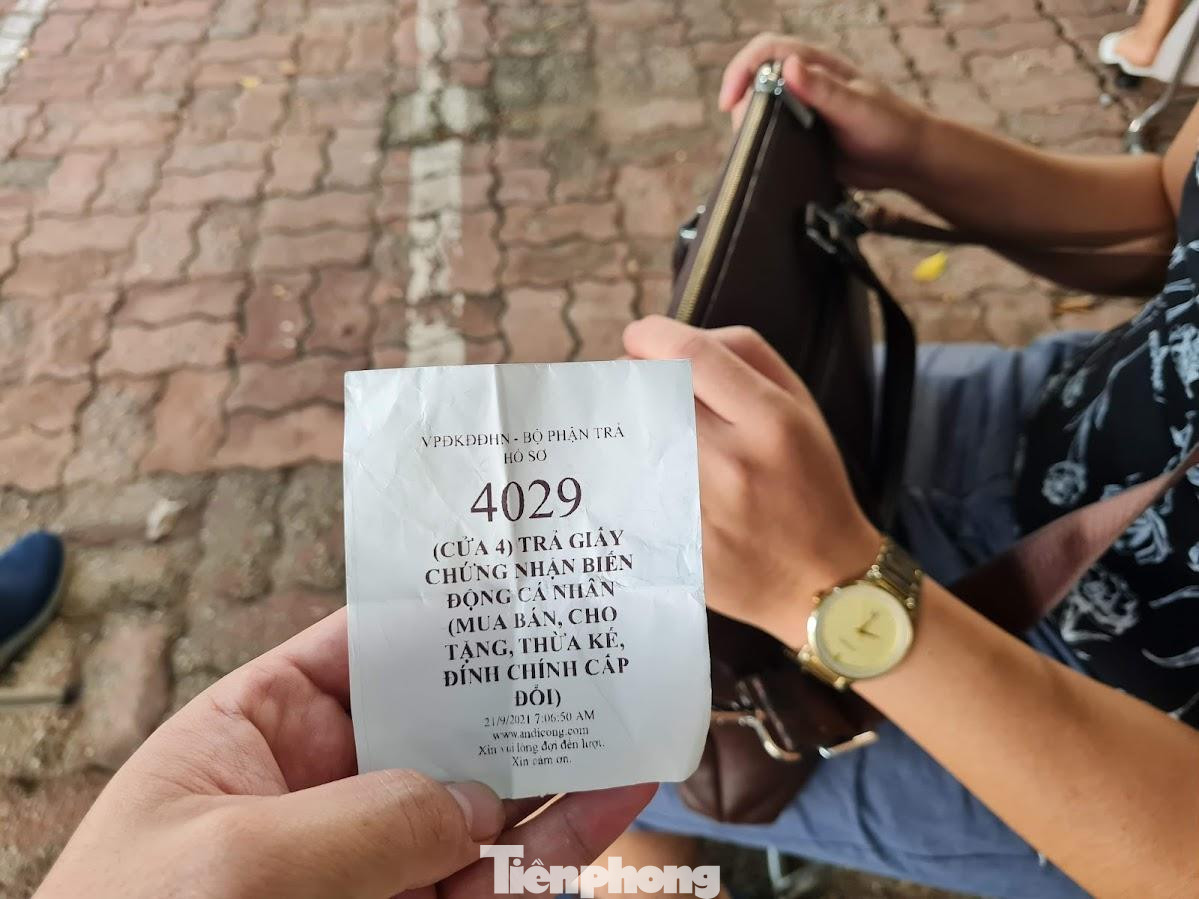 VPĐKĐĐHN - BỘ PHẬN TRẢ
HỒ SƠ
4029
(CỬA 4) TRẢ GIẤY
CHỨNG NHẬN BIẾN
ĐỘNG CÁ NHÂN
(MUA BÁN, CHO
TẶNG, THỪA KẾ,
ĐÍNH CHÍNH CẤP
ĐỔI)
21/9/2021 7:06:50 AM
www.andicong.com
Xin vui lòng đợi đến lượt.
Xin cảm ơn.
Tiênphong